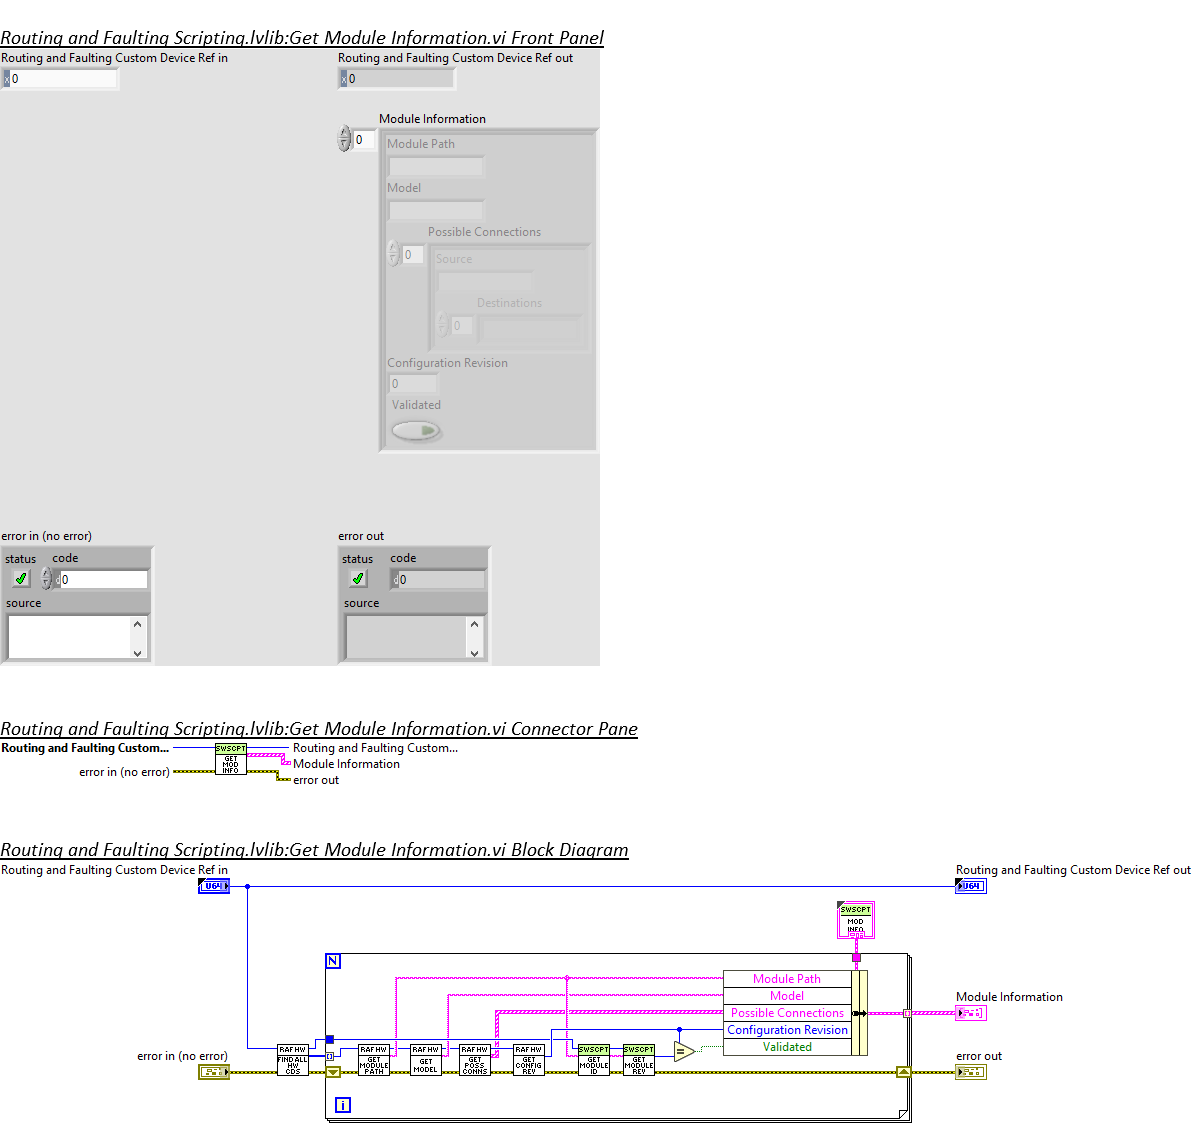 Routing and Faulting Scripting.lvlib:Get Module Information.vi Front Panel
Routing and Faulting Custom Device Ref in
x 0
Routing and Faulting Custom Device Ref out
x 0
Module Information
0
Module Path
Model
Possible Connections
0
Source
Destinations
0
Configuration Revision
0
Validated
error in (no error)
status code
d 0
source
error out
status code
d 0
source
Routing and Faulting Scripting.lvlib:Get Module Information.vi Connector Pane
Routing and Faulting Custom...
error in (no error)
SWSCPT
GET
MOD
INFO
Routing and Faulting Custom...
Module Information
error out
Routing and Faulting Scripting.lvlib:Get Module Information.vi Block Diagram
Routing and Faulting Custom Device Ref in
U64
Routing and Faulting Custom Device Ref out
U64
SWSCPT
MOD
INFO
N
Module Path
Model
Possible Connections
Configuration Revision
Validated
Module Information
error in (no error)
RAF HW
FIND ALL
HW
CDS
RAF HW
GET
MODULE
PATH
RAF HW
GET
MODEL
RAF HW
GET
POSS
CONNS
RAF HW
GET
CONFIG
REV
SWSCPT
GET
MODULE
ID
SWSCPT
GET
MODULE
REV
=
error out
i